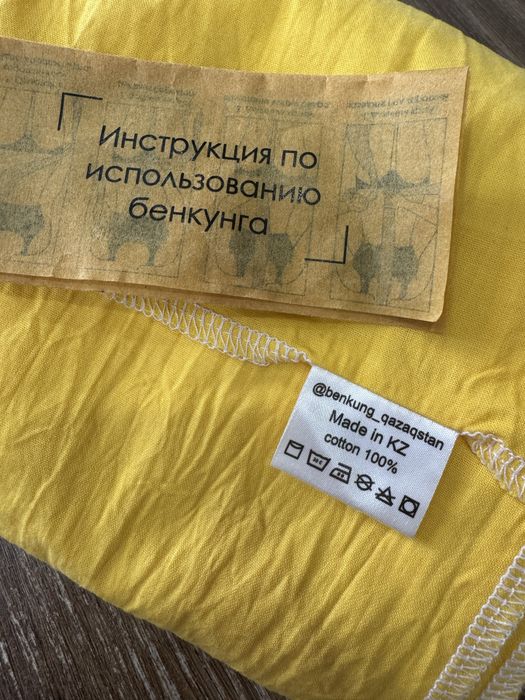 Инструкция по
использованию
бенкунга
@benkung_qazaqstan
Made in KZ
cotton 100%